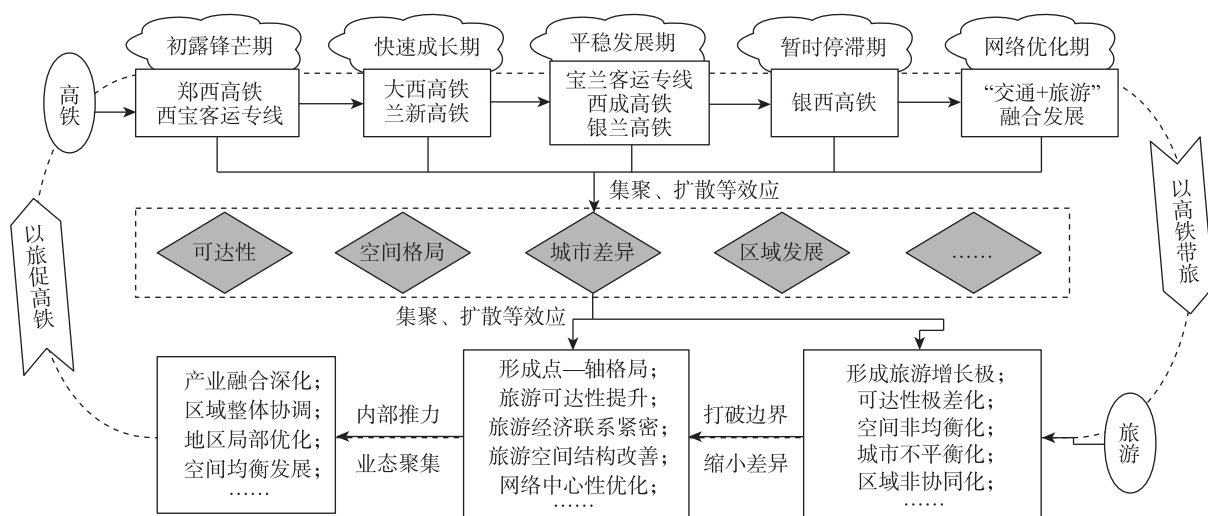 初露锋芒期
快速成长期
平稳发展期
暂时停滞期
网络优化期
高铁
郑西高铁
西宝客运专线
大西高铁
兰新高铁
宝兰客运专线
西成高铁
银兰高铁
银西高铁
“交通+旅游”
融合发展
集聚、扩散等效应
以旅促高铁
以高铁带旅
可达性
空间格局
城市差异
区域发展
……
集聚、扩散等效应
产业融合深化；
区域整体协调；
地区局部优化；
空间均衡发展；
……
内部推力
业态聚集
形成点—轴格局；
旅游可达性提升；
旅游经济联系紧密；
旅游空间结构改善；
网络中心性优化；
……
打破边界
缩小差异
形成旅游增长极；
可达性极差化；
空间非均衡化；
城市不平衡化；
区域非协同化；
……
旅游